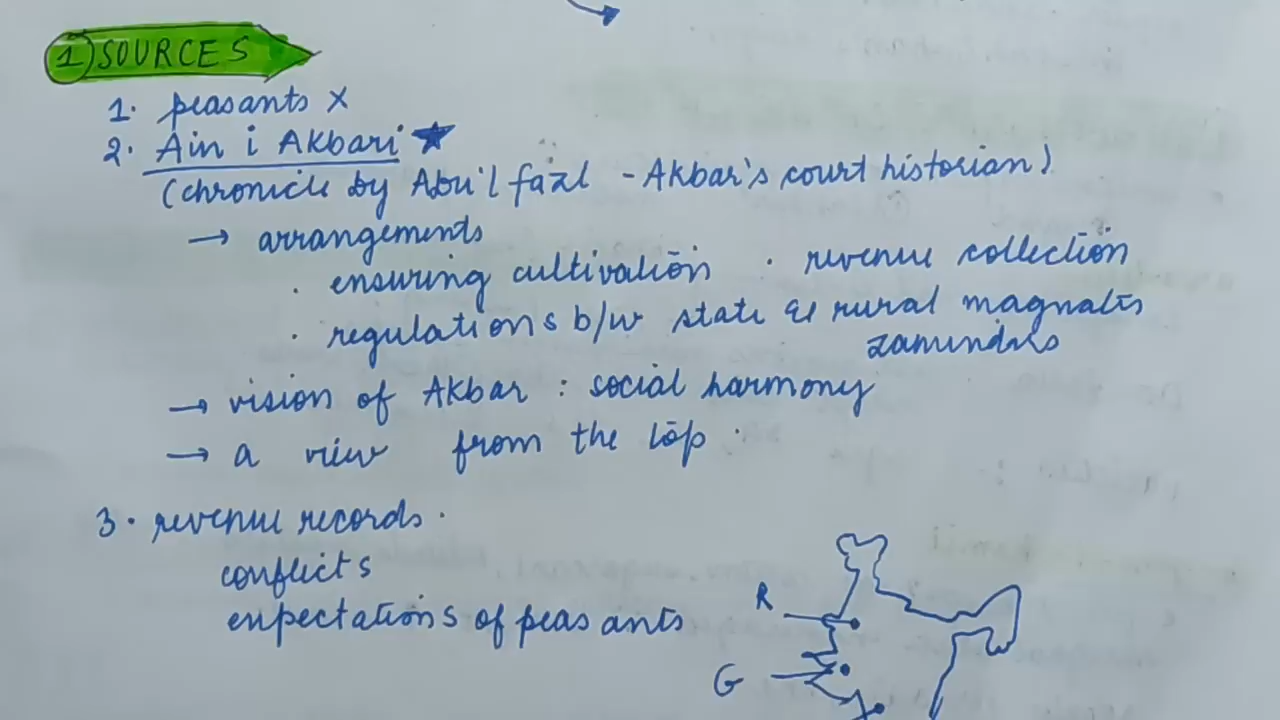 1 SOURCES
1. peasants X
2. Ain i Akbari ★
(chronicle by Abu'l fazl - Akbar's court historian)
→ arrangements
. ensuring cultivation . revenue collection
. regulations b/w state & rural magnates
zamindars
→ vision of Akbar : social harmony
→ a view from the top .
3. revenue records.
conflicts
expectations of peasants
R
G